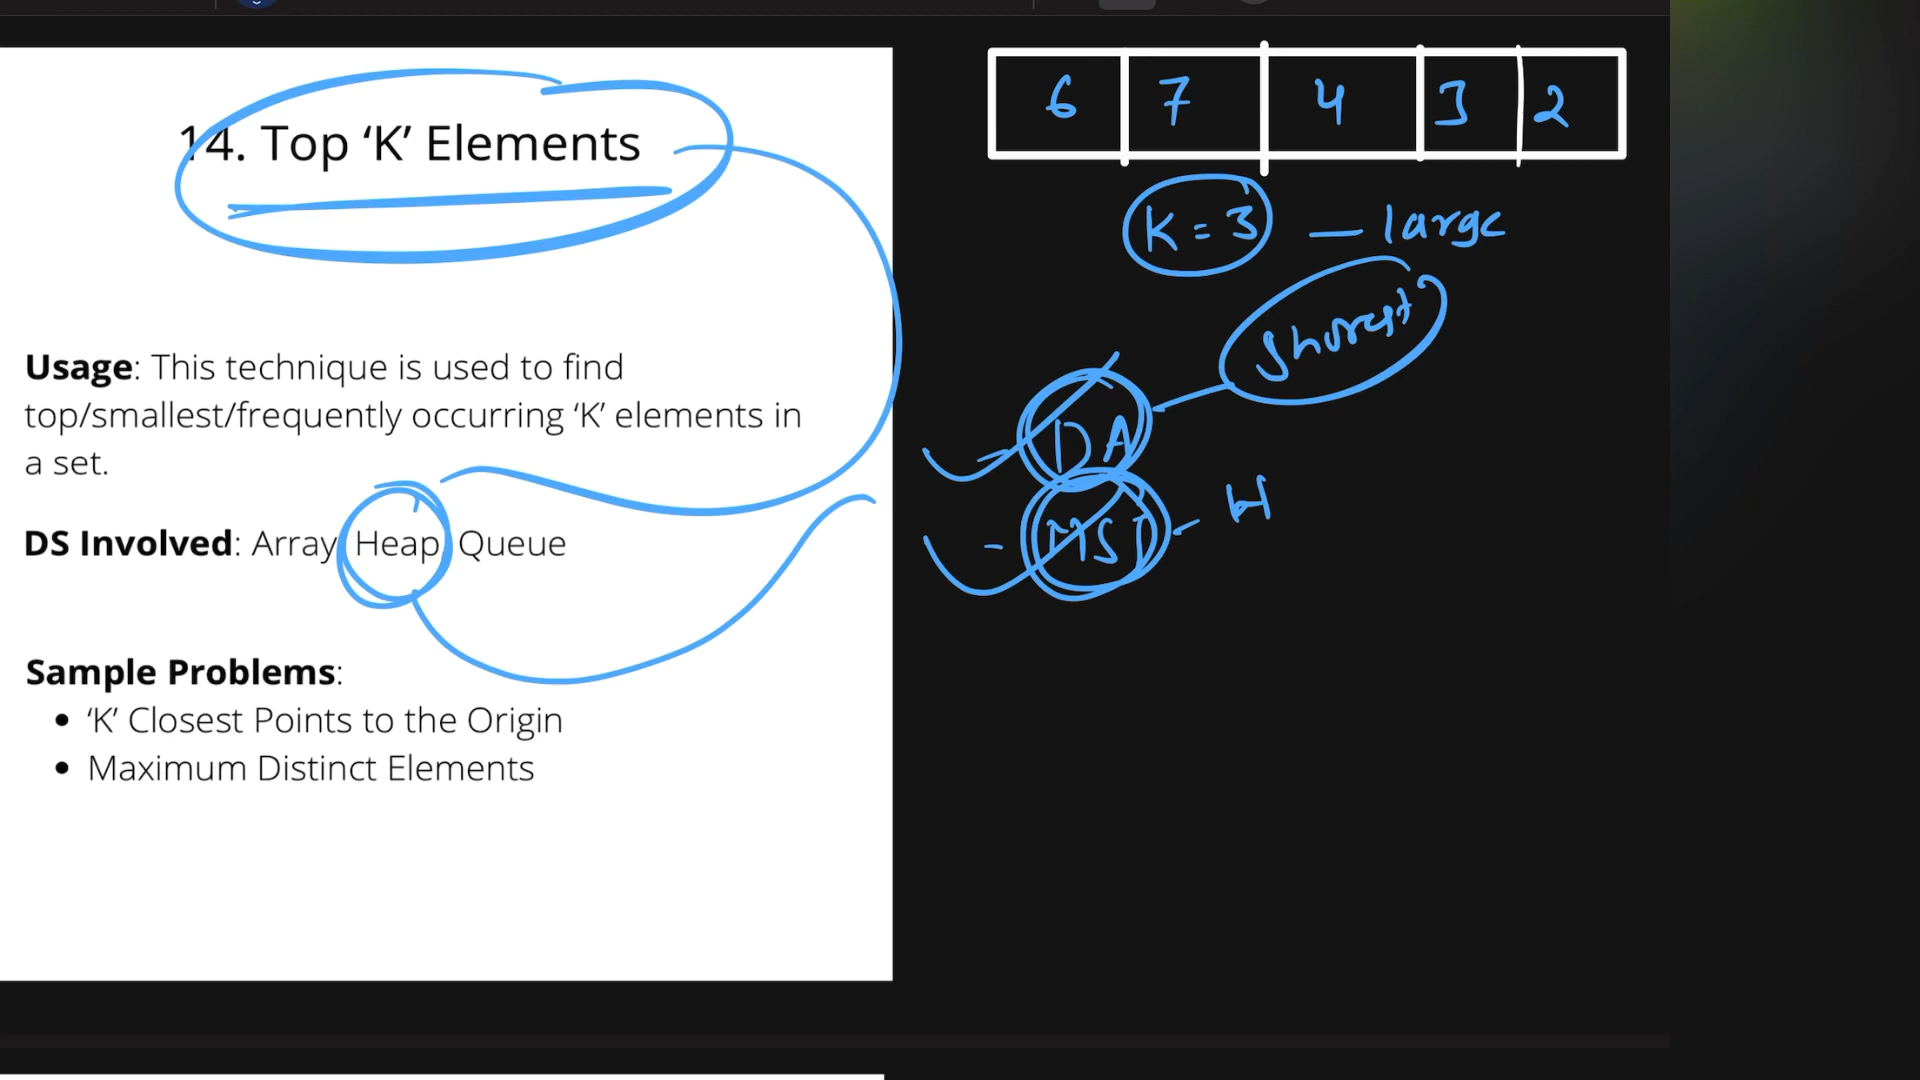 14. Top ‘K’ Elements
Usage: This technique is used to find
top/smallest/frequently occurring ‘K’ elements in
a set.
DS Involved: Array Heap, Queue
Sample Problems:
• ‘K’ Closest Points to the Origin
• Maximum Distinct Elements
6 7 4 3 2
K = 3 — large
Shorest
DA
- MST - H